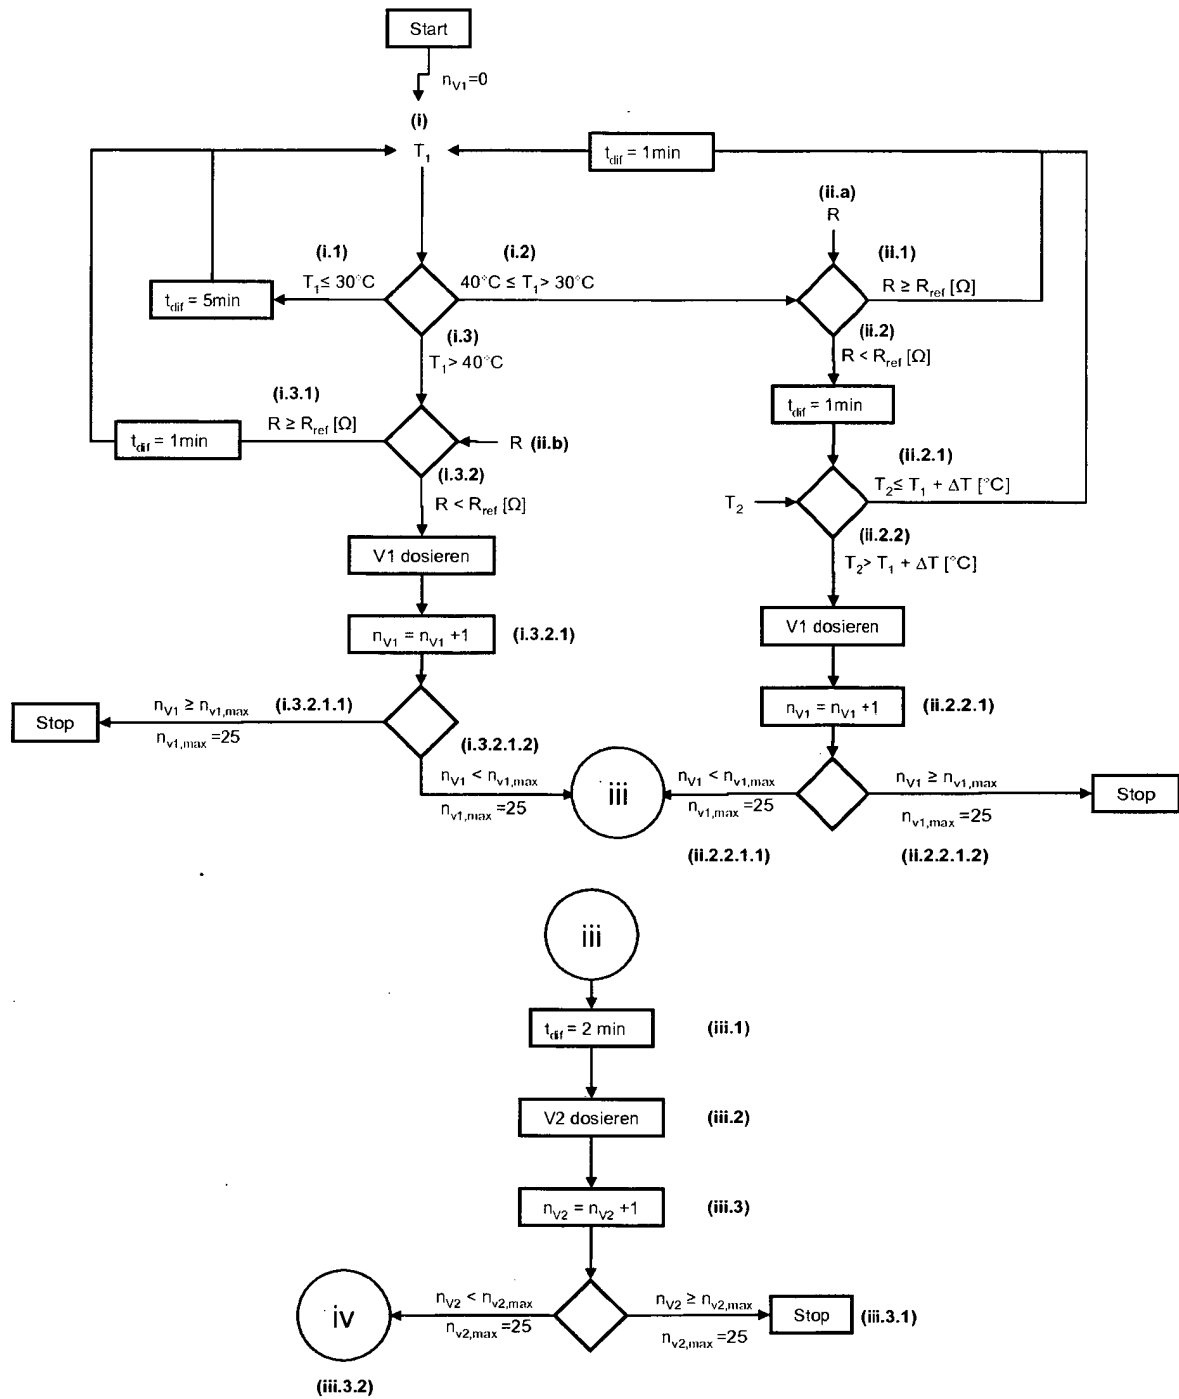 Start
n_V1=0
(i)
T_1
t_dif = 1min
(ii.a)
R
(i.1)
(i.2)
(ii.1)
T_1 ≤ 30°C
40°C ≤ T_1 > 30°C
R ≥ R_ref [Ω]
t_dif = 5min
(i.3)
(ii.2)
T_1 > 40°C
R < R_ref [Ω]
(i.3.1)
R ≥ R_ref [Ω]
t_dif = 1min
t_dif = 1min
R (ii.b)
(i.3.2)
(ii.2.1)
R < R_ref [Ω]
T_2 ≤ T_1 + ΔT [°C]
T_2
(ii.2.2)
V1 dosieren
T_2 > T_1 + ΔT [°C]
n_V1 = n_V1 +1
(i.3.2.1)
V1 dosieren
n_V1 ≥ n_v1,max
(i.3.2.1.1)
n_V1 = n_V1 +1
(ii.2.2.1)
Stop
n_v1,max =25
(i.3.2.1.2)
n_V1 < n_v1,max
iii
n_V1 < n_v1,max
n_V1 ≥ n_v1,max
n_v1,max =25
n_v1,max =25
n_v1,max =25
Stop
(ii.2.2.1.1)
(ii.2.2.1.2)
iii
t_dif = 2 min
(iii.1)
V2 dosieren
(iii.2)
n_V2 = n_V2 +1
(iii.3)
iv
n_V2 < n_v2,max
n_V2 ≥ n_v2,max
n_v2,max =25
n_v2,max =25
Stop
(iii.3.1)
(iii.3.2)